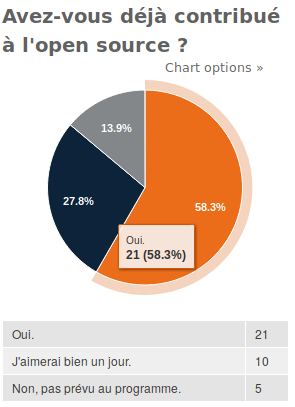 Avez-vous déjà contribué
à l'open source ?
Chart options »
13.9%
58.3%
27.8%
Oui.
21 (58.3%)
Oui. 21
J'aimerai bien un jour. 10
Non, pas prévu au programme. 5